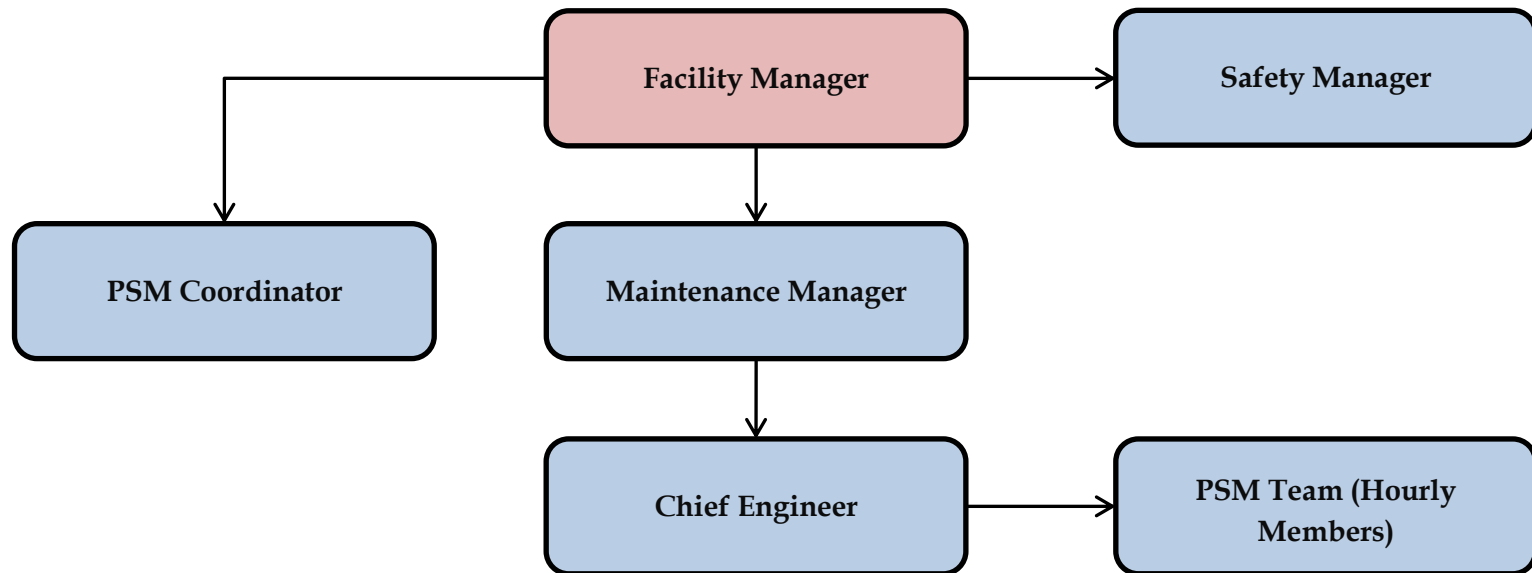 Facility Manager
Safety Manager
PSM Coordinator
Maintenance Manager
Chief Engineer
PSM Team (Hourly
Members)